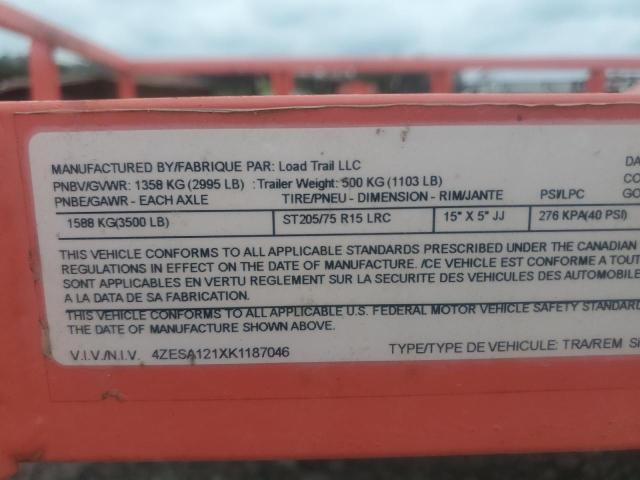 MANUFACTURED BY/FABRIQUE PAR: Load Trail LLC DA
PNBV/GVWR: 1358 KG (2995 LB) :Trailer Weight: 500 KG (1103 LB) CO
PNBE/GAWR - EACH AXLE TIRE/PNEU - DIMENSION - RIM/JANTE PSI/LPC GO
1588 KG(3500 LB) ST205/75 R15 LRC 15" X 5" JJ 276 KPA(40 PSI)
THIS VEHICLE CONFORMS TO ALL APPLICABLE STANDARDS PRESCRIBED UNDER THE CANADIAN
REGULATIONS IN EFFECT ON THE DATE OF MANUFACTURE. /CE VEHICLE EST CONFORME A TOUT
SONT APPLICABLES EN VERTU REGLEMENT SUR LA SECURITE DES VEHICULES DES AUTOMOBILE
A LA DATA DE SA FABRICATION.
THIS VEHICLE CONFORMS TO ALL APPLICABLE U.S. FEDERAL MOTOR VEHICLE SAFETY STANDARD
THE DATE OF MANUFACTURE SHOWN ABOVE.
V.I.V./N.I.V. 4ZESA121XK1187046 TYPE/TYPE DE VEHICULE: TRA/REM